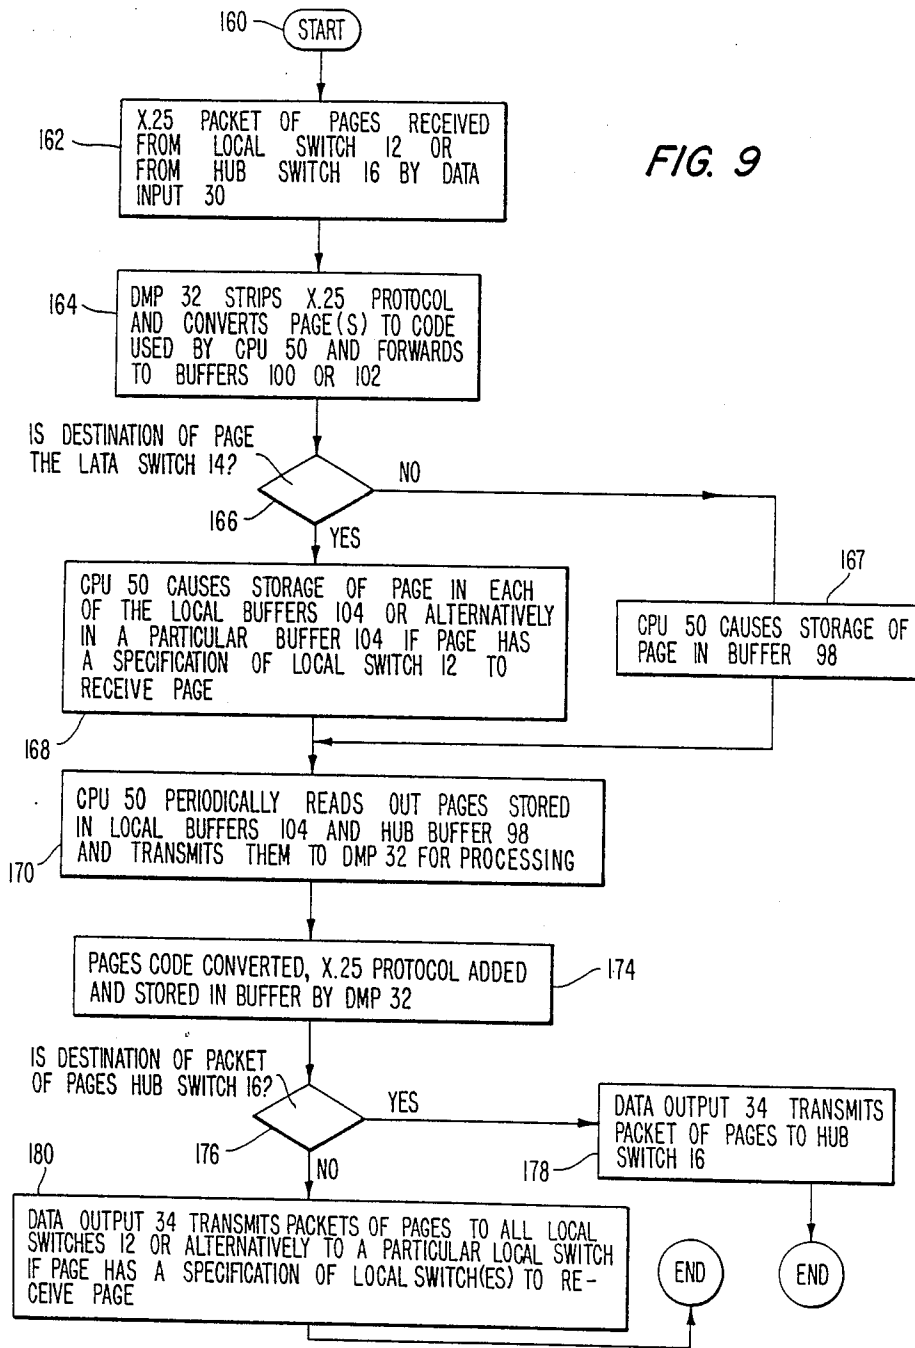 160
START
162
X.25 PACKET OF PAGES RECEIVED
FROM LOCAL SWITCH 12 OR
FROM HUB SWITCH 16 BY DATA
INPUT 30
FIG. 9
164
DMP 32 STRIPS X.25 PROTOCOL
AND CONVERTS PAGE(S) TO CODE
USED BY CPU 50 AND FORWARDS
TO BUFFERS 100 OR 102
IS DESTINATION OF PAGE
THE LATA SWITCH 14?
NO
166
YES
167
CPU 50 CAUSES STORAGE OF PAGE IN EACH
OF THE LOCAL BUFFERS 104 OR ALTERNATIVELY
IN A PARTICULAR BUFFER 104 IF PAGE HAS
A SPECIFICATION OF LOCAL SWITCH 12 TO
RECEIVE PAGE
CPU 50 CAUSES STORAGE OF
PAGE IN BUFFER 98
168
CPU 50 PERIODICALLY READS OUT PAGES STORED
IN LOCAL BUFFERS 104 AND HUB BUFFER 98
AND TRANSMITS THEM TO DMP 32 FOR PROCESSING
170
PAGES CODE CONVERTED, X.25 PROTOCOL ADDED
AND STORED IN BUFFER BY DMP 32
174
IS DESTINATION OF PACKET
OF PAGES HUB SWITCH 16?
YES
176
NO
DATA OUTPUT 34 TRANSMITS
PACKET OF PAGES TO HUB
SWITCH 16
178
180
DATA OUTPUT 34 TRANSMITS PACKETS OF PAGES TO ALL LOCAL
SWITCHES 12 OR ALTERNATIVELY TO A PARTICULAR LOCAL SWITCH
IF PAGE HAS A SPECIFICATION OF LOCAL SWITCH(ES) TO RE-
CEIVE PAGE
END
END